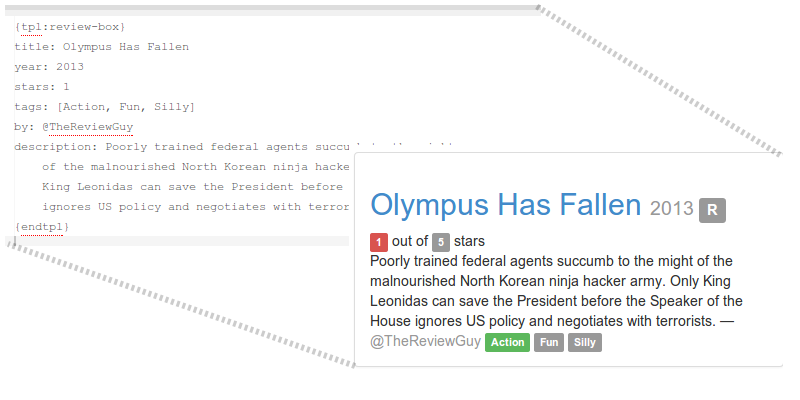 {tpl:review-box}
title: Olympus Has Fallen
year: 2013
stars: 1
tags: [Action, Fun, Silly]
by: @TheReviewGuy
description: Poorly trained federal agents succu
of the malnourished North Korean ninja hacke
King Leonidas can save the President before
ignores US policy and negotiates with terror
{endtpl}
Olympus Has Fallen 2013 R
1 out of 5 stars
Poorly trained federal agents succumb to the might of the
malnourished North Korean ninja hacker army. Only King
Leonidas can save the President before the Speaker of the
House ignores US policy and negotiates with terrorists. —
@TheReviewGuy Action Fun Silly